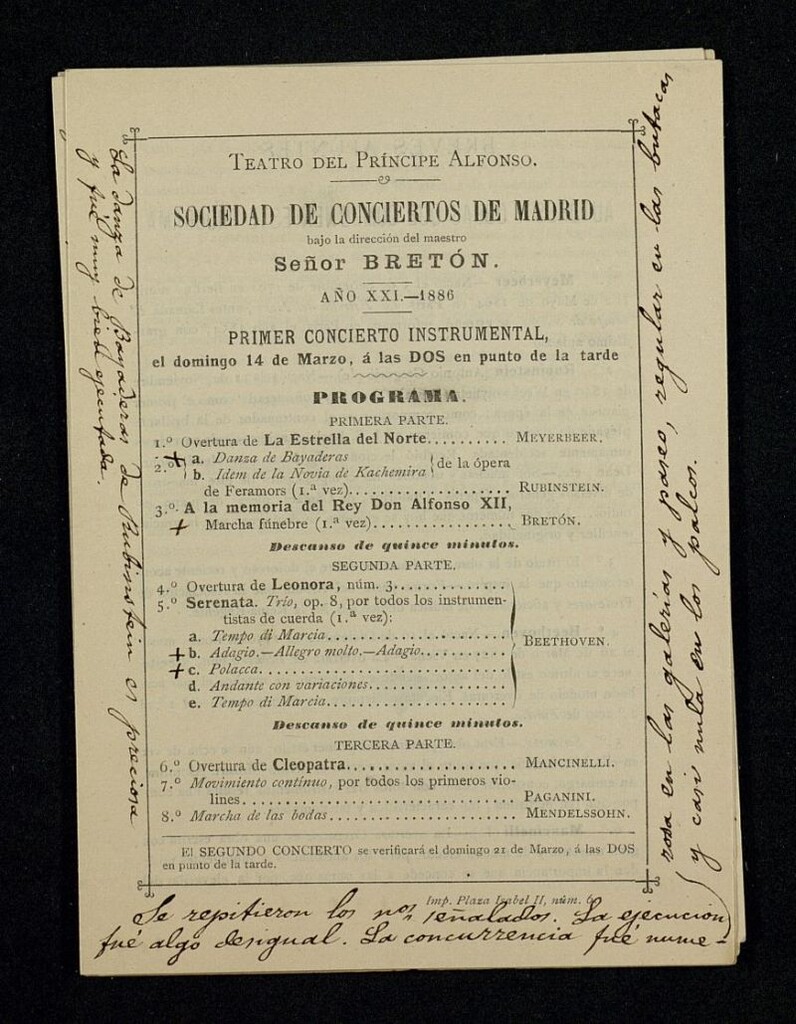 TEATRO DEL PRÍNCIPE ALFONSO.
SOCIEDAD DE CONCIERTOS DE MADRID
bajo la dirección del maestro
Señor BRETÓN.
AÑO XXI.—1886
PRIMER CONCIERTO INSTRUMENTAL,
el domingo 14 de Marzo, á las DOS en punto de la tarde
PROGRAMA.
PRIMERA PARTE.
1.º Overtura de La Estrella del Norte.......... MEYERBEER.
2.º + a. Danza de Bayaderas
b. Idem de la Novia de Kachemira } de la ópera
de Feramors (1.ª vez)................... RUBINSTEIN.
3.º A la memoria del Rey Don Alfonso XII,
+ Marcha fúnebre (1.ª vez)................. BRETÓN.
Descanso de quince minutos.
SEGUNDA PARTE.
4.º Overtura de Leonora, núm. 3.............
5.º Serenata. Trío, op. 8, por todos los instrumen-
tistas de cuerda (1.ª vez):
a. Tempo di Marcia...................
BEETHOVEN.
+ b. Adagio.—Allegro molto.—Adagio..........
+ c. Polacca............................
d. Andante con variaciones...............
e. Tempo di Marcia...................
Descanso de quince minutos.
TERCERA PARTE.
6.º Overtura de Cleopatra.................... MANCINELLI.
7.º Movimiento contínuo, por todos los primeros vio-
lines................................ PAGANINI.
8.º Marcha de las bodas...................... MENDELSSOHN.
El SEGUNDO CONCIERTO se verificará el domingo 21 de Marzo, á las DOS
en punto de la tarde.
Imp. Plaza Isabel II, núm. 6.
La danza de Bayaderas de Rubinstein es preciosa
y fué muy bien ejecutada.
Se repitieron los nos señalados. La ejecucion
fué algo desigual. La concurrencia fué nume-
rosa en las galerías y paseo, regular en las butacas
y casi nula en los palcos.